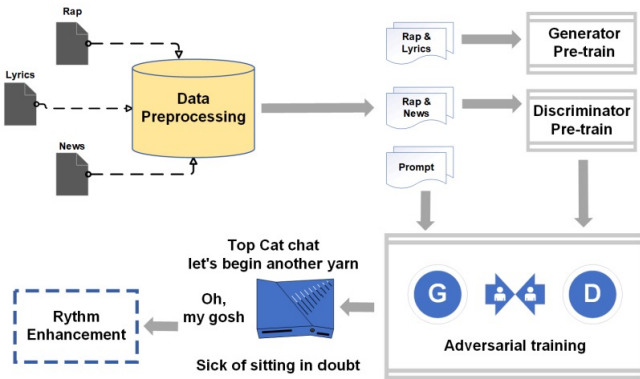 Rap
Lyrics
News
Data
Preprocessing
Rap &
Lyrics
Rap &
News
Prompt
Generator
Pre-train
Discriminator
Pre-train
G
D
Adversarial training
Top Cat chat
let's begin another yarn
Oh,
my gosh
Sick of sitting in doubt
Rythm
Enhancement